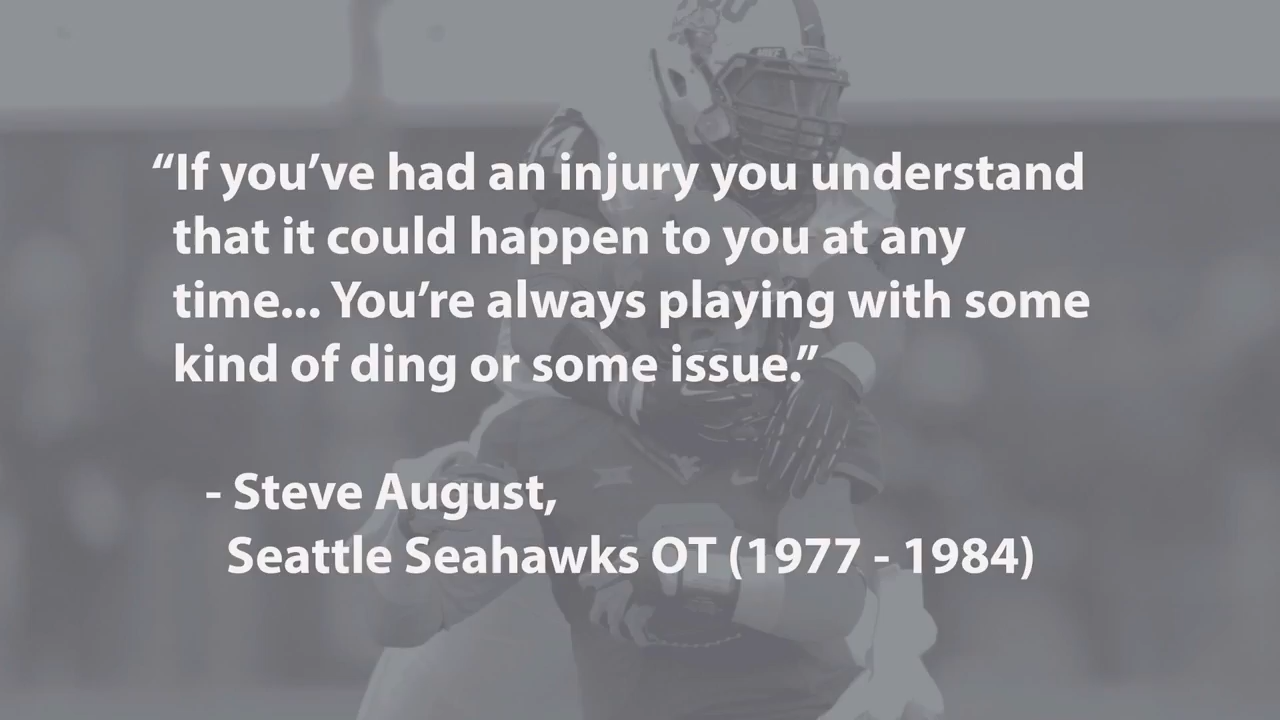 “If you’ve had an injury you understand
that it could happen to you at any
time... You’re always playing with some
kind of ding or some issue.”
- Steve August,
Seattle Seahawks OT (1977 - 1984)